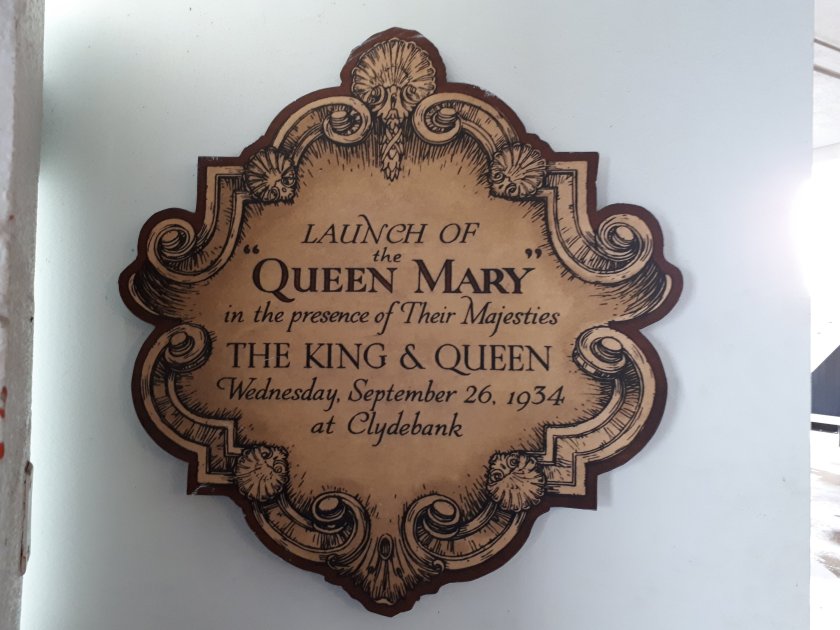 LAUNCH OF
the
"QUEEN MARY"
in the presence of Their Majesties
THE KING & QUEEN
Wednesday, September 26, 1934
at Clydebank